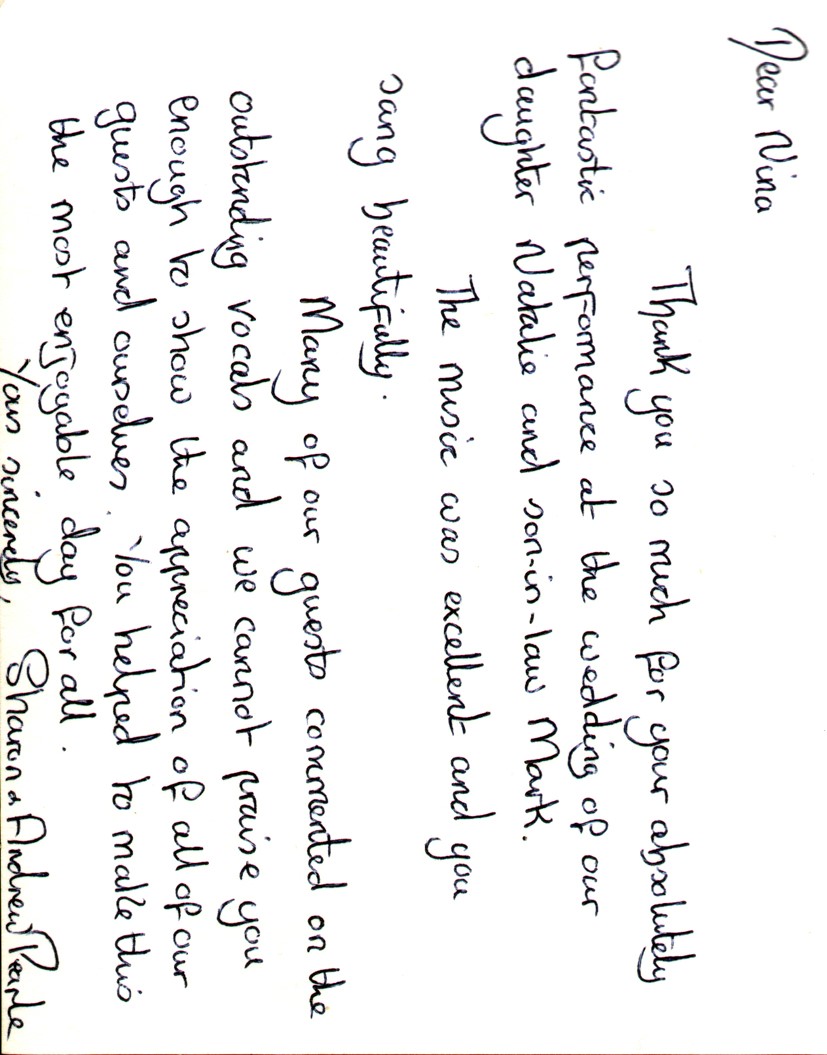 Dear Nina
Thank you so much for your absolutely
fantastic performance at the wedding of our
daughter Natalie and son-in-law Mark.
The music was excellent and you
sang beautifully.
Many of our guests commented on the
outstanding vocals and we cannot praise you
enough to show the appreciation of all of our
guests and ourselves. You helped to make this
the most enjoyable day for all.
Yours sincerely, Sharon & Andrew